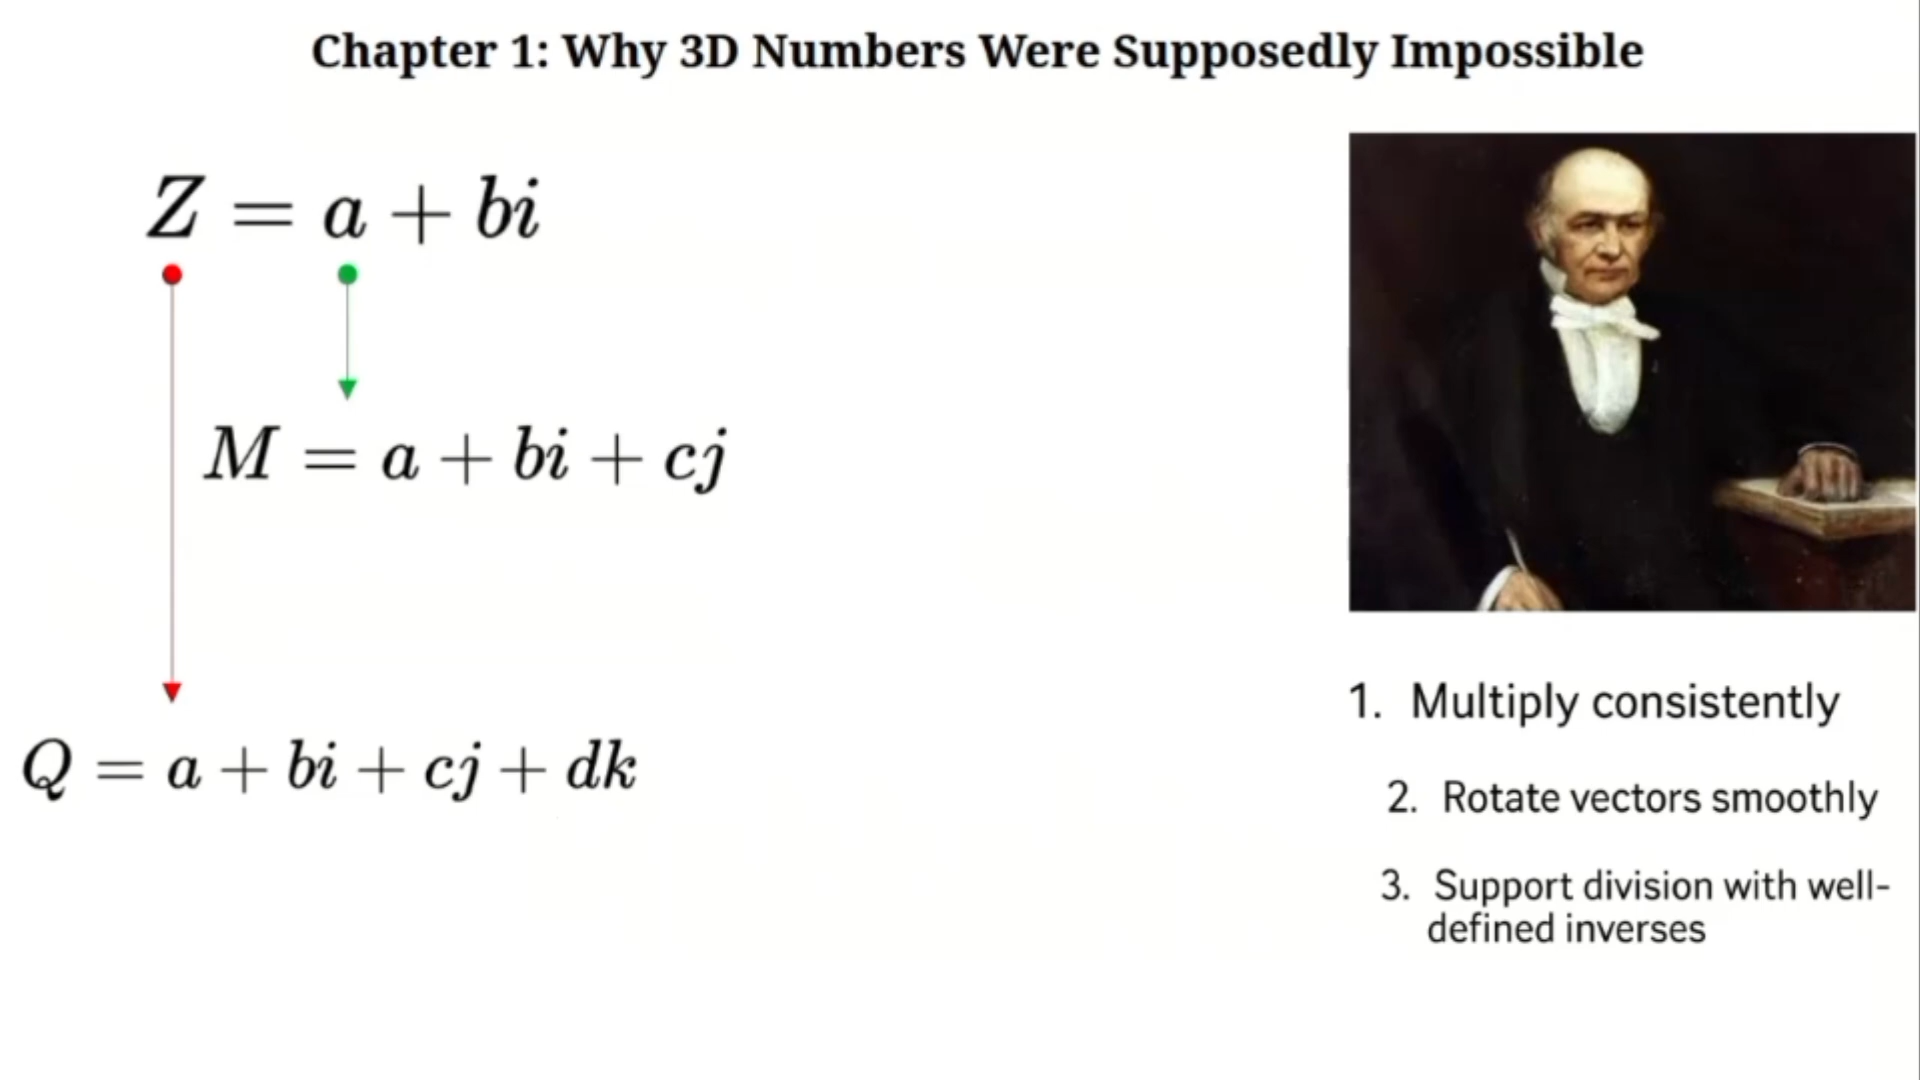 Chapter 1: Why 3D Numbers Were Supposedly Impossible
Z = a + bi
M = a + bi + cj
Q = a + bi + cj + dk
1. Multiply consistently
2. Rotate vectors smoothly
3. Support division with well-
defined inverses